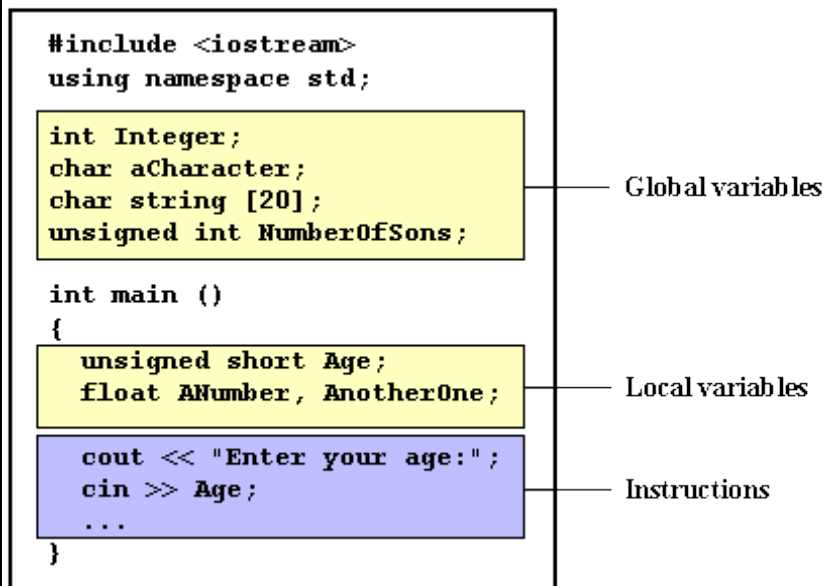 #include <iostream>
using namespace std;
int Integer;
char aCharacter;
char string [20];
unsigned int NumberOfSons;
Global variables
int main ()
{
unsigned short Age;
float ANumber, AnotherOne;
Local variables
cout << "Enter your age:";
cin >> Age;
...
Instructions
}